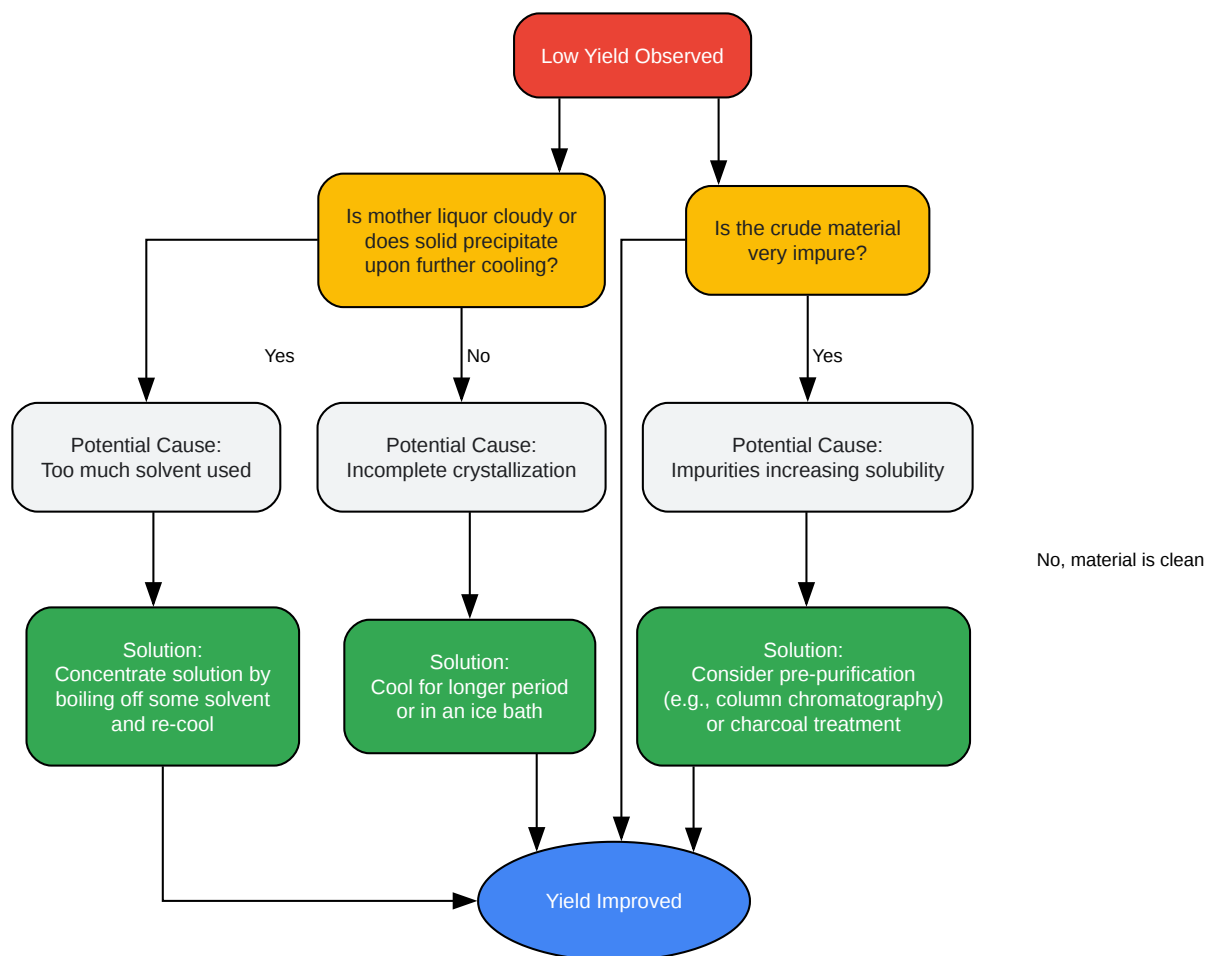 Low Yield Observed
Is mother liquor cloudy or
does solid precipitate
upon further cooling?
Is the crude material
very impure?
Yes
No
Yes
Potential Cause:
Too much solvent used
Potential Cause:
Incomplete crystallization
Potential Cause:
Impurities increasing solubility
No, material is clean
Solution:
Concentrate solution by
boiling off some solvent
and re-cool
Solution:
Cool for longer period
or in an ice bath
Solution:
Consider pre-purification
(e.g., column chromatography)
or charcoal treatment
Yield Improved